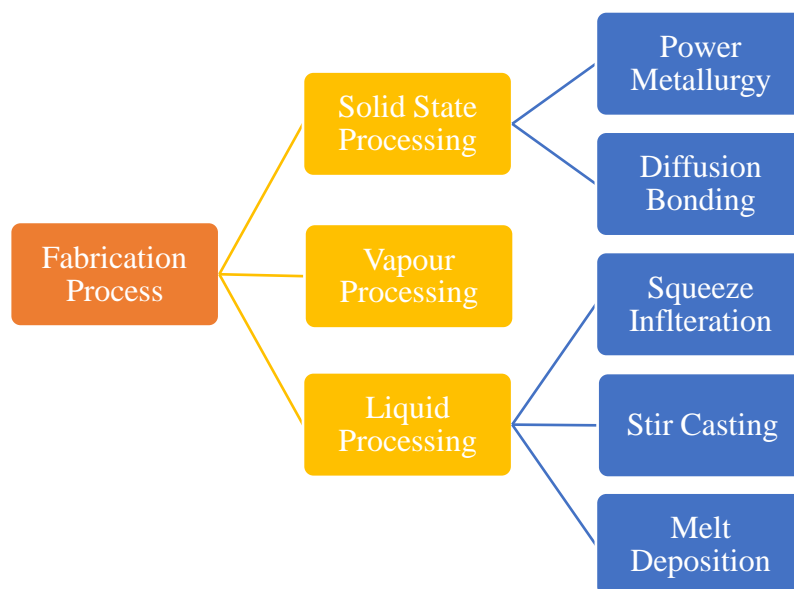 Fabrication
Process
Solid State
Processing
Vapour
Processing
Liquid
Processing
Power
Metallurgy
Diffusion
Bonding
Squeeze
Inflteration
Stir Casting
Melt
Deposition